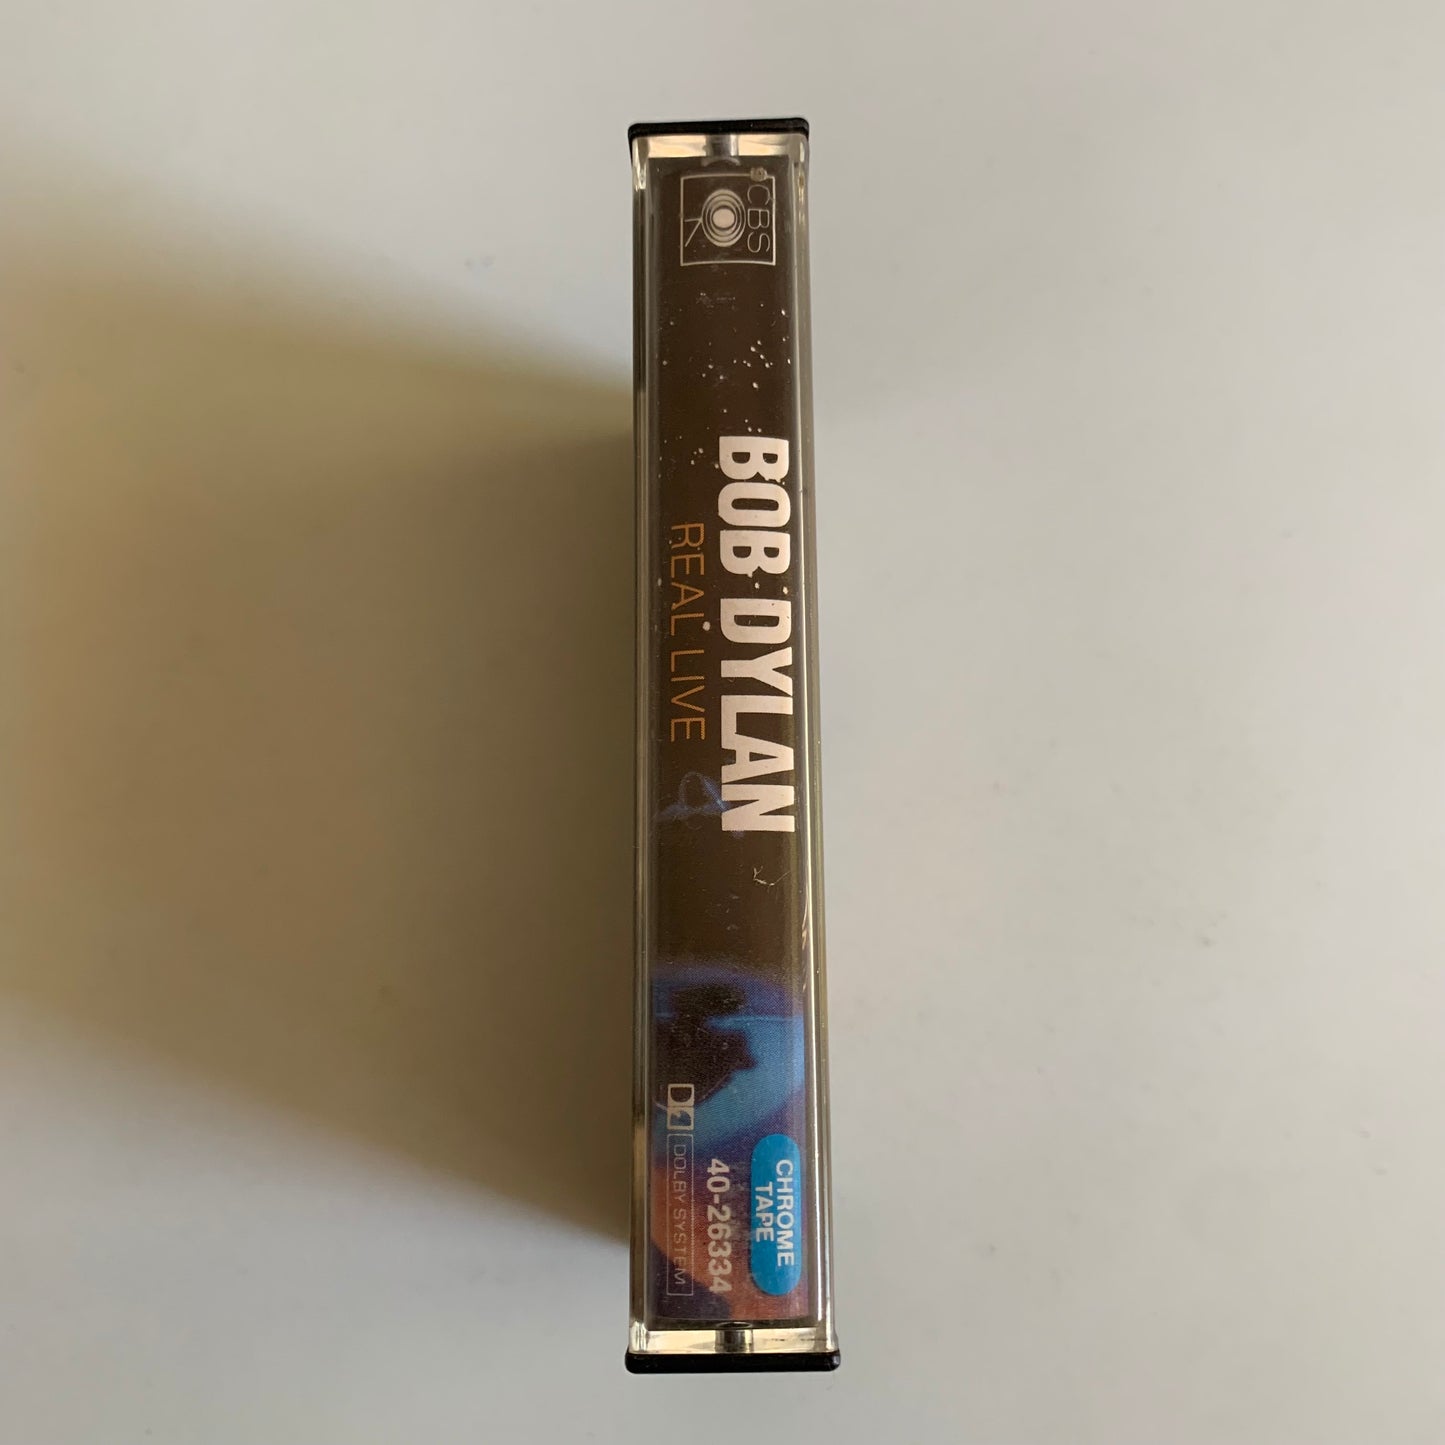 CBS
BOB DYLAN
REAL LIVE
CHROME
TAPE
40-26334
DOLBY SYSTEM